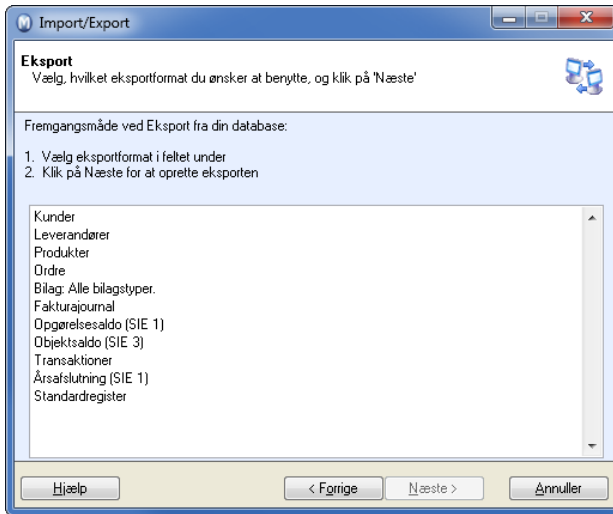 Import/Export
Eksport
Vælg, hvilket eksportformat du ønsker at benytte, og klik på 'Næste'
Fremgangsmåde ved Eksport fra din database:
1. Vælg eksportformat i feltet under
2. Klik på Næste for at oprette eksporten
Kunder
Leverandører
Produkter
Ordre
Bilag: Alle bilagstyper.
Fakturajournal
Opgørelsesaldo (SIE 1)
Objektsaldo (SIE 3)
Transaktioner
Årsafslutning (SIE 1)
Standardregister
Hjælp
< Forrige
Næste >
Annuller